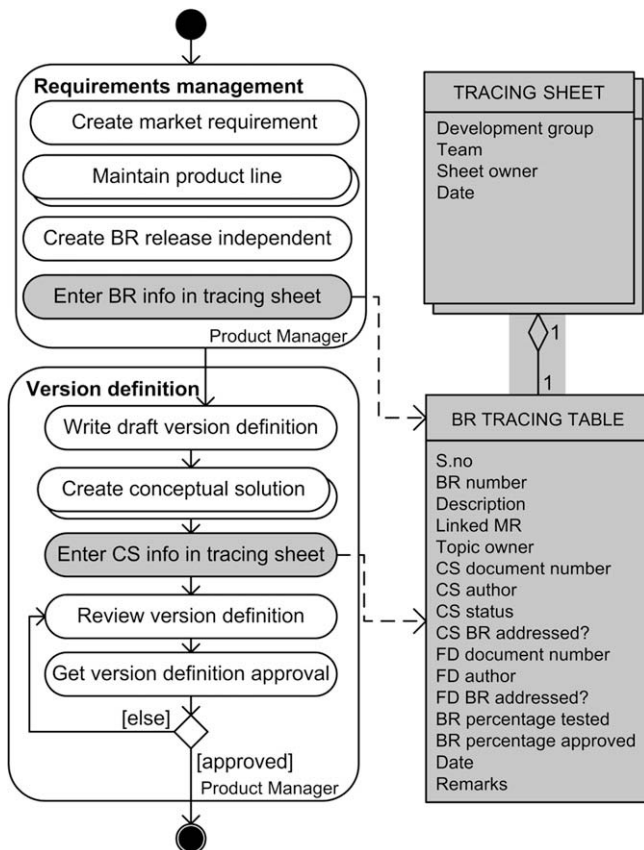 Requirements management
Create market requirement
Maintain product line
Create BR release independent
Enter BR info in tracing sheet
Product Manager
Version definition
Write draft version definition
Create conceptual solution
Enter CS info in tracing sheet
Review version definition
Get version definition approval
[else]
[approved]
Product Manager
TRACING SHEET
Development group
Team
Sheet owner
Date
1
1
BR TRACING TABLE
S.no
BR number
Description
Linked MR
Topic owner
CS document number
CS author
CS status
CS BR addressed?
FD document number
FD author
FD BR addressed?
BR percentage tested
BR percentage approved
Date
Remarks